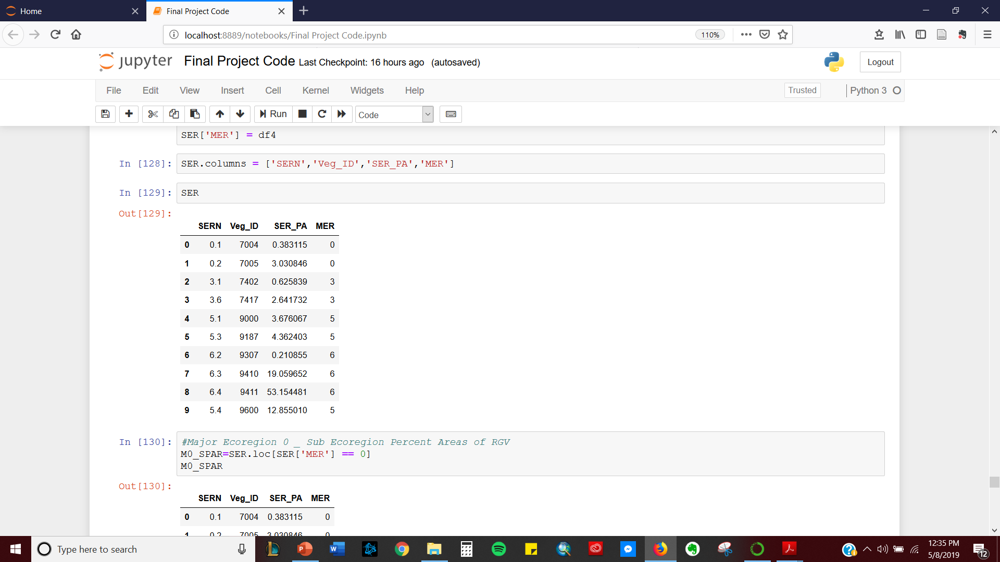 Home
Final Project Code
localhost:8889/notebooks/Final Project Code.ipynb
110%
jupyter Final Project Code Last Checkpoint: 16 hours ago (autosaved)
Logout
File Edit View Insert Cell Kernel Widgets Help
Trusted
Python 3
Run
Code
SER['MER'] = df4
In [128]: SER.columns = ['SERN','Veg_ID','SER_PA','MER']
In [129]: SER
Out[129]:
SERN Veg_ID SER_PA MER
0 0.1 7004 0.383115 0
1 0.2 7005 3.030846 0
2 3.1 7402 0.625839 3
3 3.6 7417 2.641732 3
4 5.1 9000 3.676067 5
5 5.3 9187 4.362403 5
6 6.2 9307 0.210855 6
7 6.3 9410 19.059652 6
8 6.4 9411 53.154481 6
9 5.4 9600 12.855010 5
In [130]: #Major Ecoregion 0 _ Sub Ecoregion Percent Areas of RGV
M0_SPAR=SER.loc[SER['MER'] == 0]
M0_SPAR
Out[130]:
SERN Veg_ID SER_PA MER
0 0.1 7004 0.383115 0
1 0.2 7005 3.030846 0
Type here to search
12:35 PM
5/8/2019
12